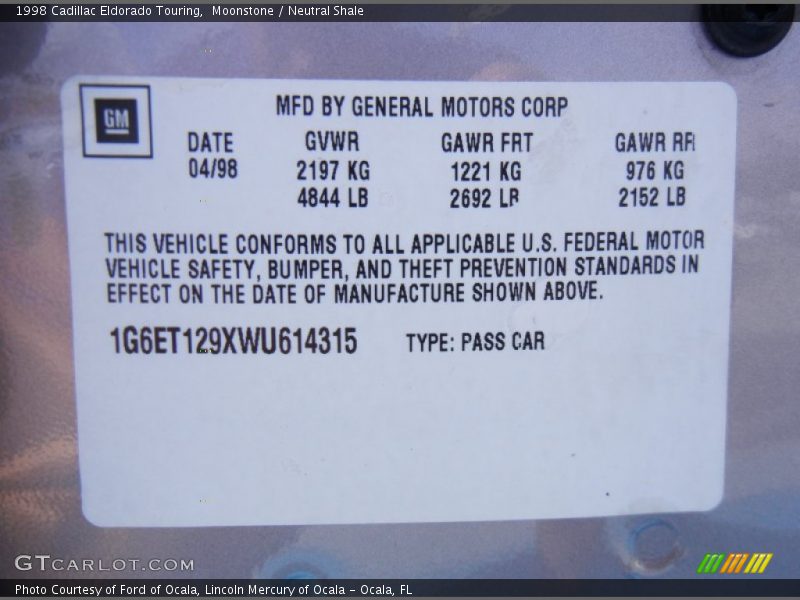 1998 Cadillac Eldorado Touring, Moonstone / Neutral Shale
GM
MFD BY GENERAL MOTORS CORP
DATE GVWR GAWR FRT GAWR RR
04/98 2197 KG 1221 KG 976 KG
4844 LB 2692 LB 2152 LB
THIS VEHICLE CONFORMS TO ALL APPLICABLE U.S. FEDERAL MOTOR
VEHICLE SAFETY, BUMPER, AND THEFT PREVENTION STANDARDS IN
EFFECT ON THE DATE OF MANUFACTURE SHOWN ABOVE.
1G6ET129XWU614315 TYPE: PASS CAR
GTCARLOT.COM
Photo Courtesy of Ford of Ocala, Lincoln Mercury of Ocala - Ocala, FL